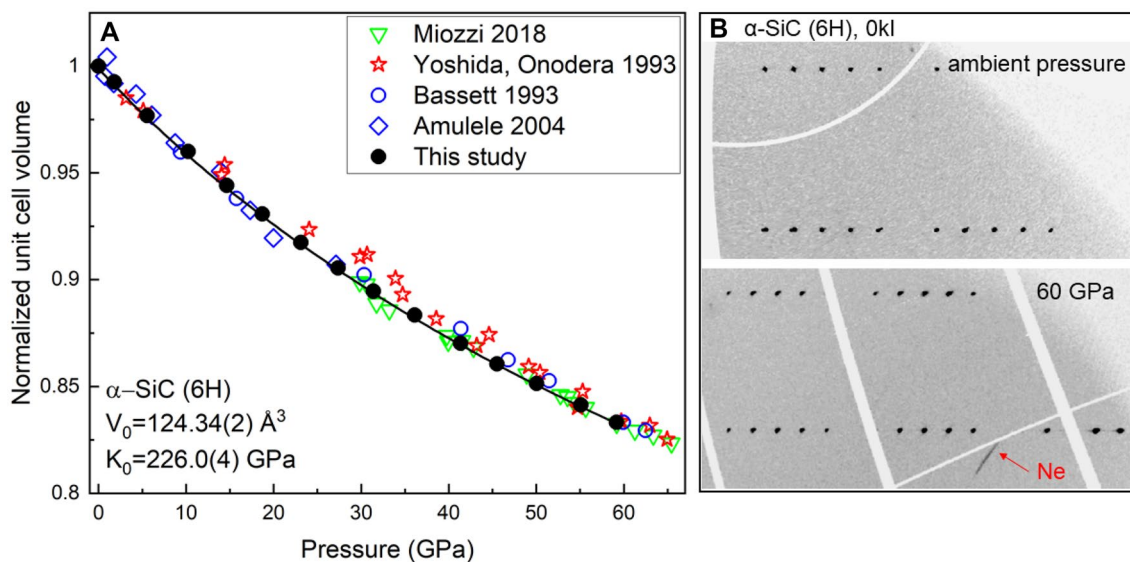 A
Miozzi 2018
Yoshida, Onodera 1993
Bassett 1993
Amulele 2004
This study
1
0.95
0.9
0.85
0.8
Normalized unit cell volume
α–SiC (6H)
V₀=124.34(2) Å³
K₀=226.0(4) GPa
0
10
20
30
40
50
60
Pressure (GPa)
B
α-SiC (6H), 0kl
ambient pressure
60 GPa
Ne